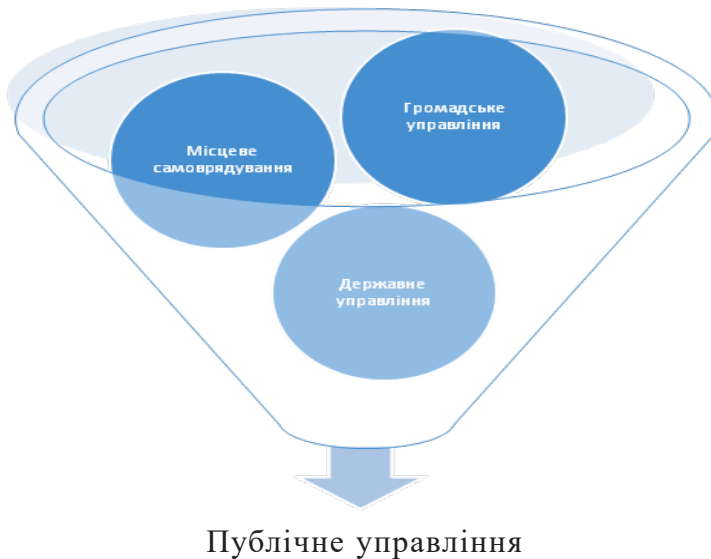 Громадське
управління
Місцеве
самоврядування
Державне
управління
Публічне управління